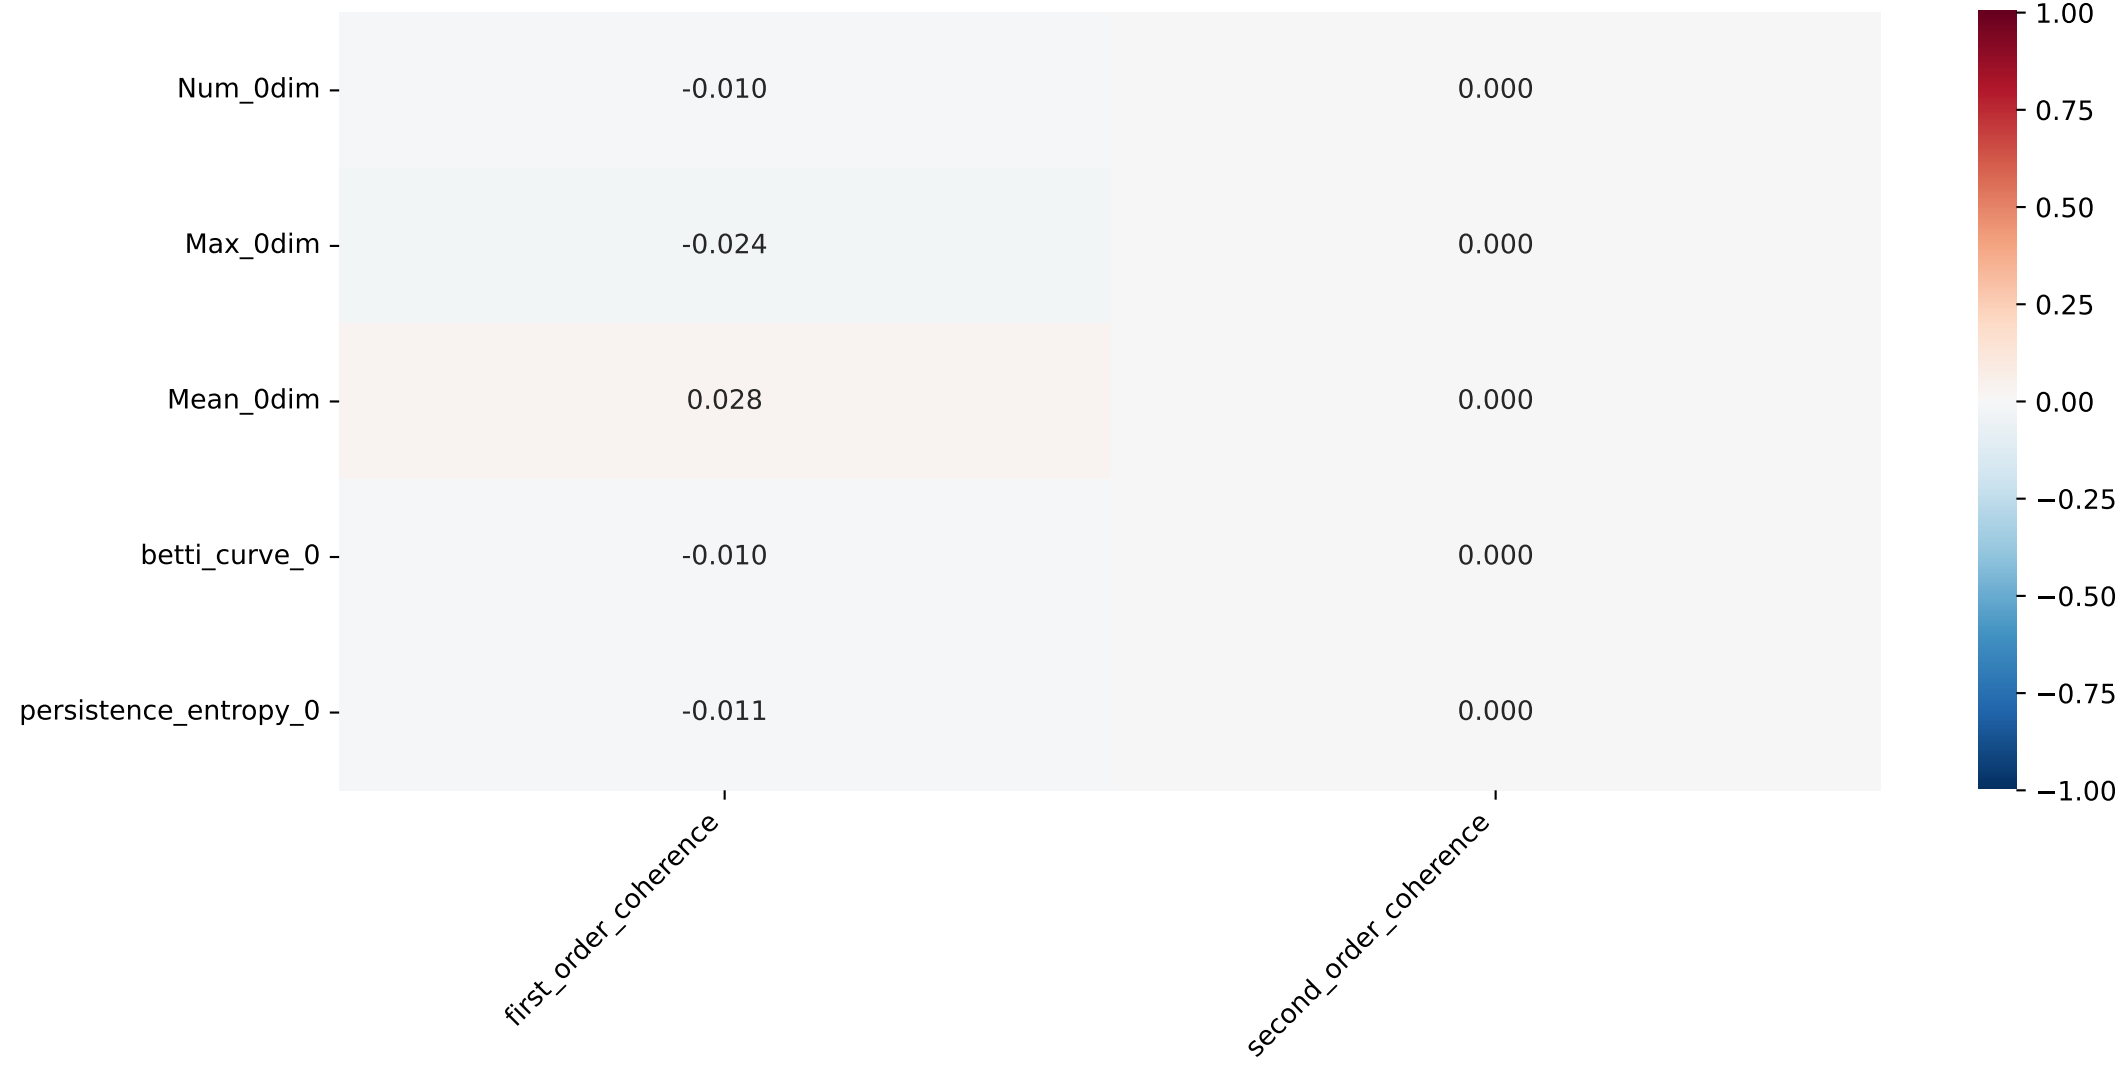 Num_0dim -0.010 0.000
Max_0dim -0.024 0.000
Mean_0dim 0.028 0.000
betti_curve_0 -0.010 0.000
persistence_entropy_0 -0.011 0.000
first_order_coherence second_order_coherence
1.00
0.75
0.50
0.25
0.00
−0.25
−0.50
−0.75
−1.00